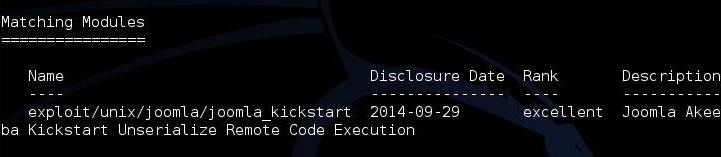 Matching Modules
================
Name Disclosure Date Rank Description
---- --------------- ---- -----------
exploit/unix/joomla/joomla_kickstart 2014-09-29 excellent Joomla Akee
ba Kickstart Unserialize Remote Code Execution